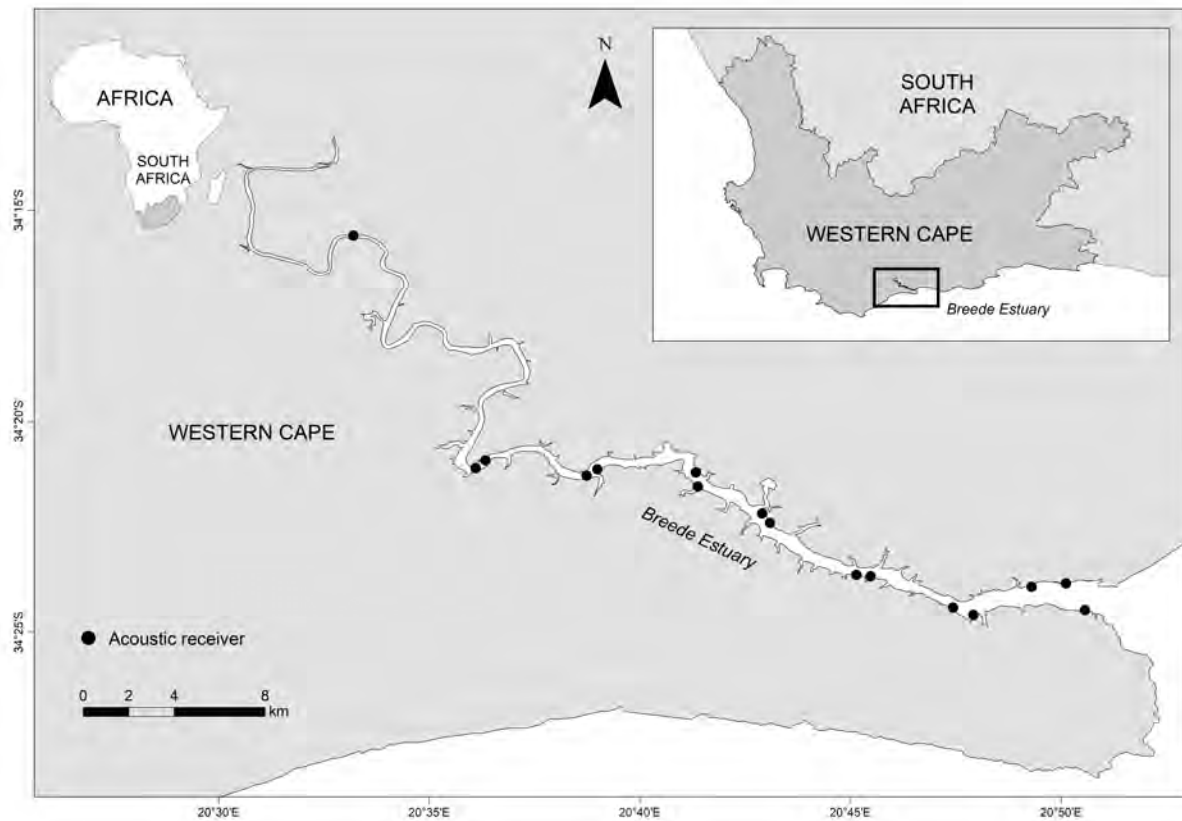 AFRICA
SOUTH
AFRICA
N
SOUTH
AFRICA
WESTERN CAPE
Breede Estuary
WESTERN CAPE
Breede Estuary
Acoustic receiver
0 2 4 8
km
34°15'S
34°20'S
34°25'S
20°30'E
20°35'E
20°40'E
20°45'E
20°50'E